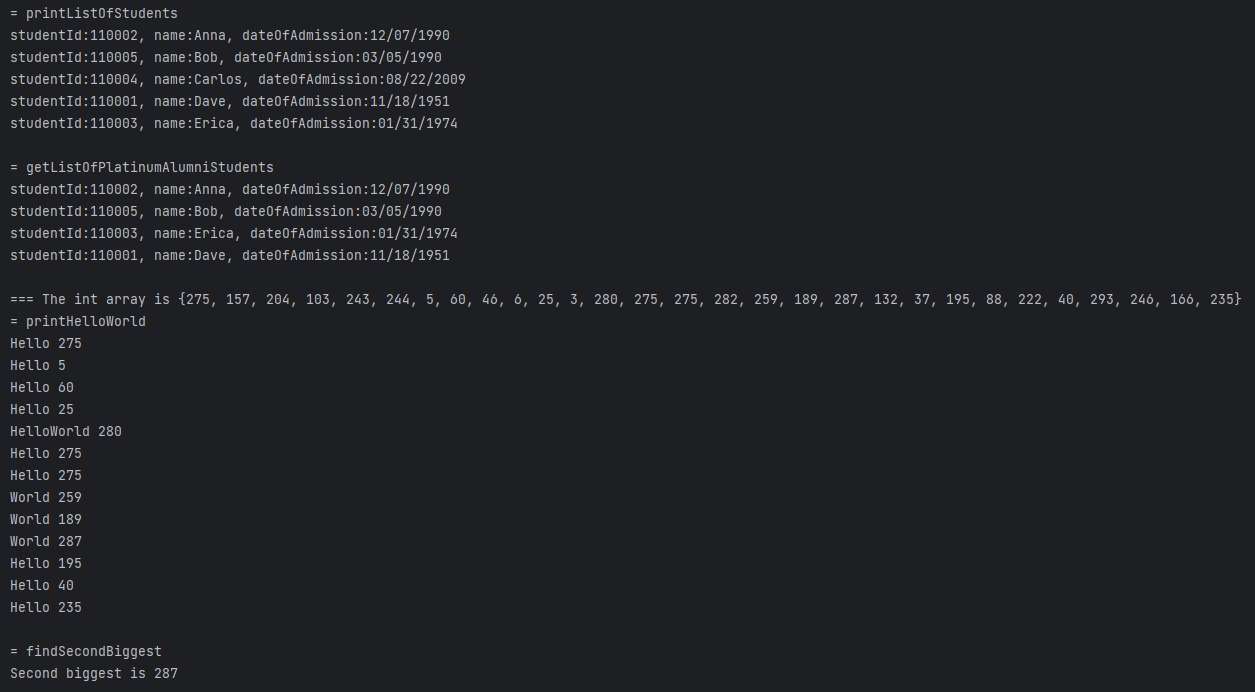 = printListOfStudents
studentId:110002, name:Anna, dateOfAdmission:12/07/1990
studentId:110005, name:Bob, dateOfAdmission:03/05/1990
studentId:110004, name:Carlos, dateOfAdmission:08/22/2009
studentId:110001, name:Dave, dateOfAdmission:11/18/1951
studentId:110003, name:Erica, dateOfAdmission:01/31/1974

= getListOfPlatinumAlumniStudents
studentId:110002, name:Anna, dateOfAdmission:12/07/1990
studentId:110005, name:Bob, dateOfAdmission:03/05/1990
studentId:110003, name:Erica, dateOfAdmission:01/31/1974
studentId:110001, name:Dave, dateOfAdmission:11/18/1951

=== The int array is {275, 157, 204, 103, 243, 244, 5, 60, 46, 6, 25, 3, 280, 275, 275, 282, 259, 189, 287, 132, 37, 195, 88, 222, 40, 293, 246, 166, 235}
= printHelloWorld
Hello 275
Hello 5
Hello 60
Hello 25
HelloWorld 280
Hello 275
Hello 275
World 259
World 189
World 287
Hello 195
Hello 40
Hello 235

= findSecondBiggest
Second biggest is 287